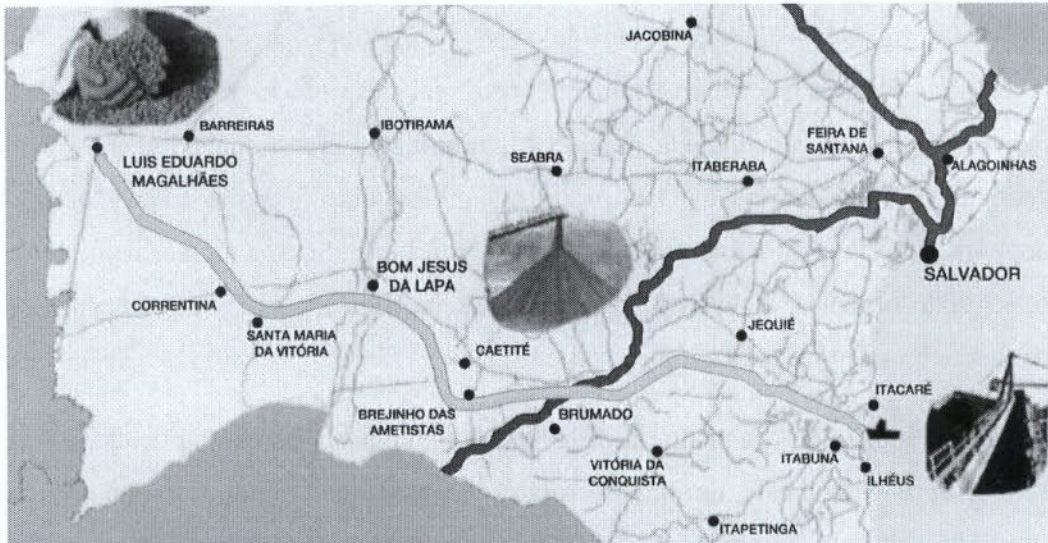 JACOBINA
BARREIRAS
IBOTIRAMA
LUIS EDUARDO
MAGALHÃES
SEABRA
ITABERABA
FEIRA DE
SANTANA
ALAGOINHAS
SALVADOR
BOM JESUS
DA LAPA
CORRENTINA
SANTA MARIA
DA VITÓRIA
JEQUIÉ
CAETITÉ
BREJINHO DAS
AMETISTAS
BRUMADO
ITACARÉ
ITABUNA
ILHÉUS
VITÓRIA DA
CONQUISTA
ITAPETINGA